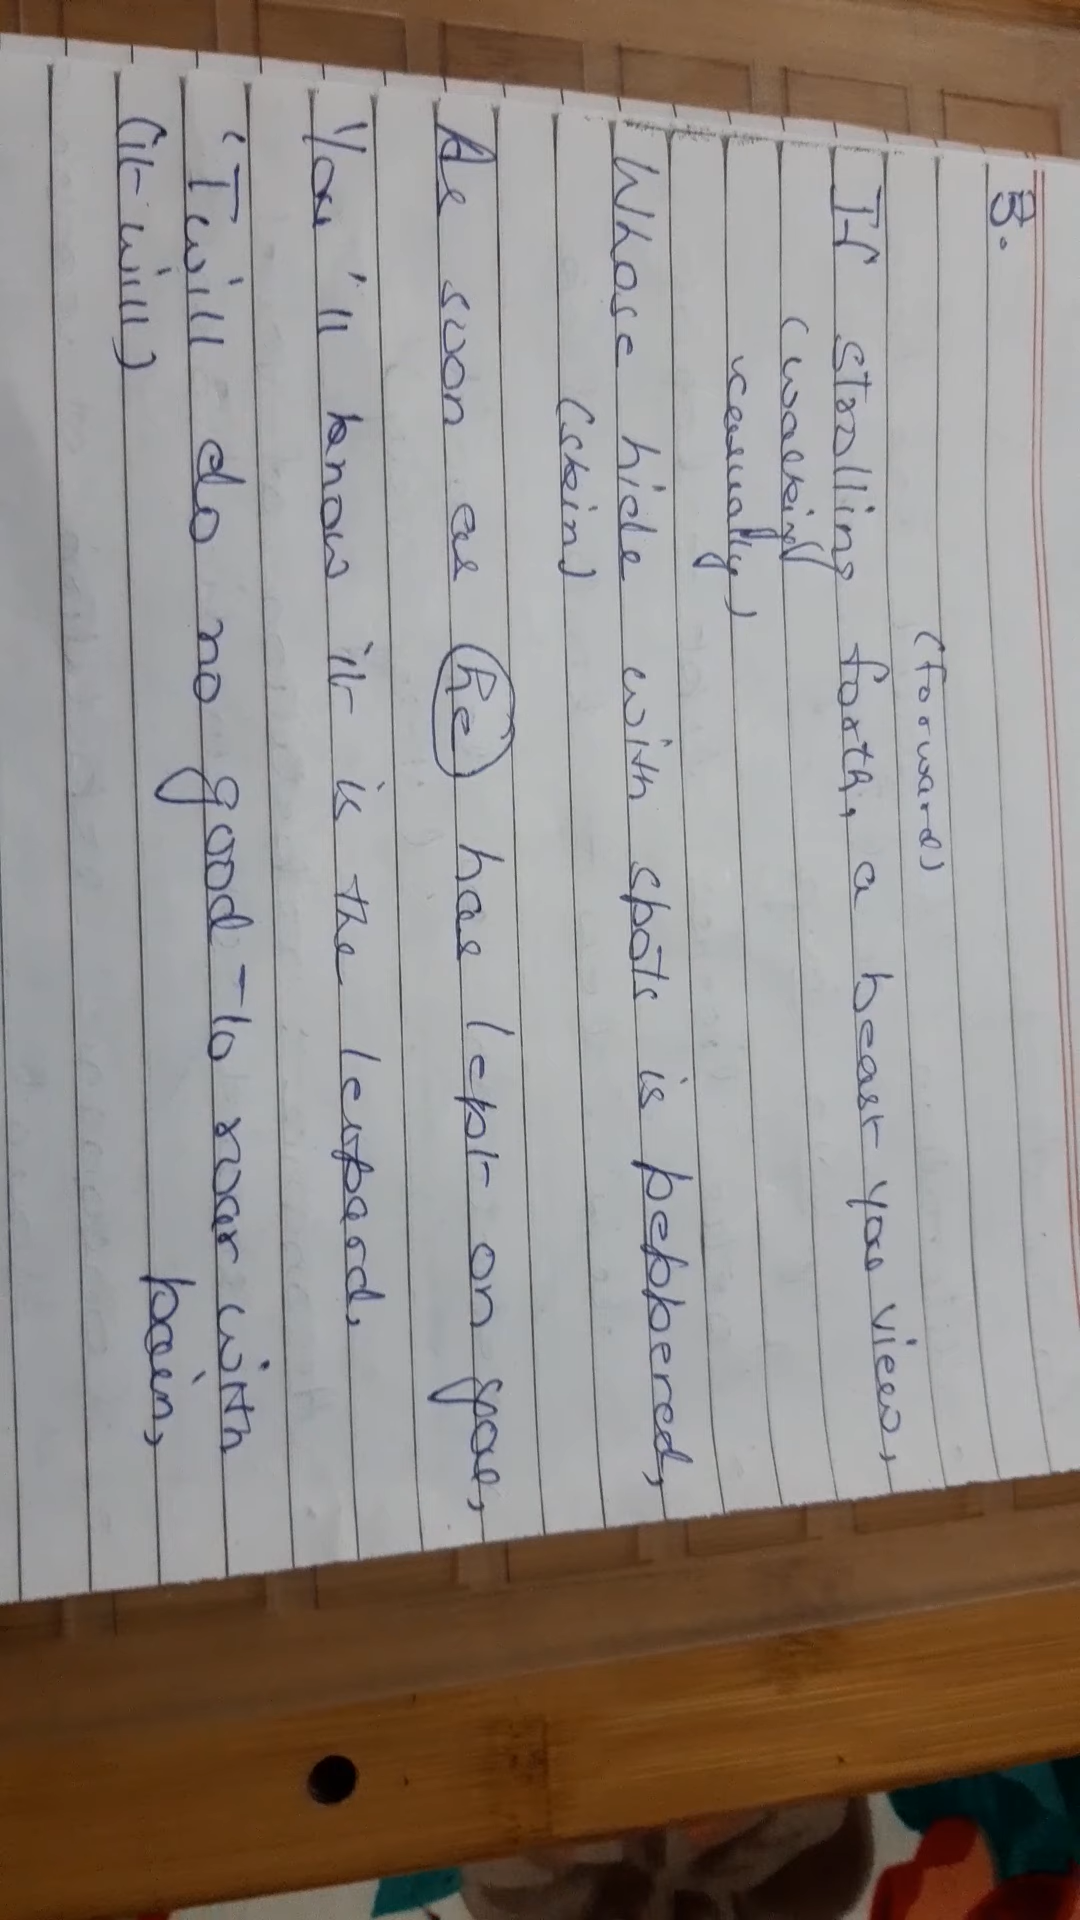 3.
(forward)
If strolling forth, a beast you view,
(walking
casually)
Whose hide with spots is peppered,
(skin)
As soon as he has lept on you,
You'll know it is the leopard.
'Twill do no good to roar with
(it will)
pain,